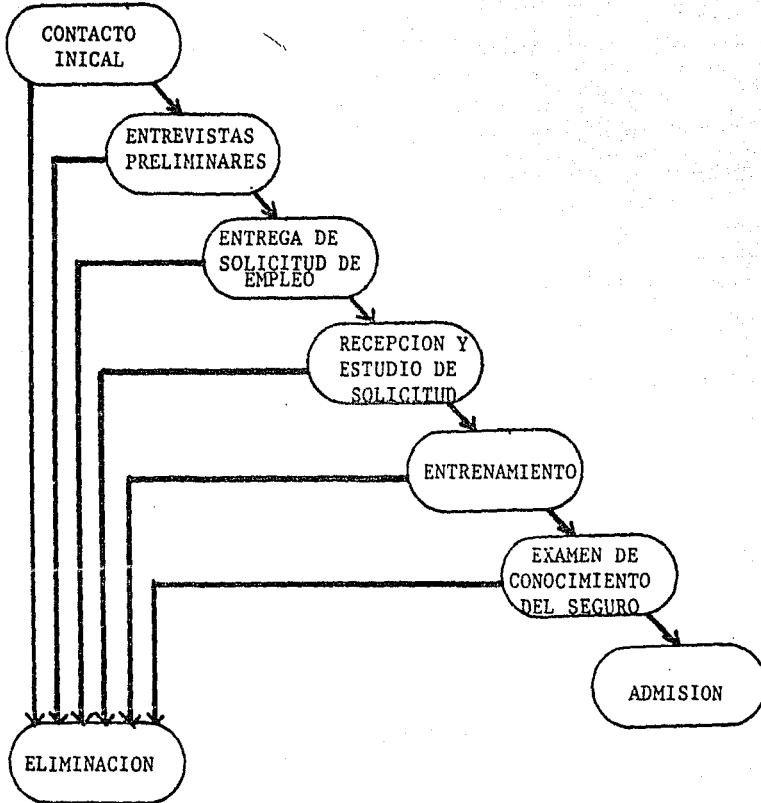 CONTACTO
INICAL
ENTREVISTAS
PRELIMINARES
ENTREGA DE
SOLICITUD DE
EMPLEO
RECEPCION Y
ESTUDIO DE
SOLICITUD
ENTRENAMIENTO
EXAMEN DE
CONOCIMIENTO
DEL SEGURO
ADMISION
ELIMINACION